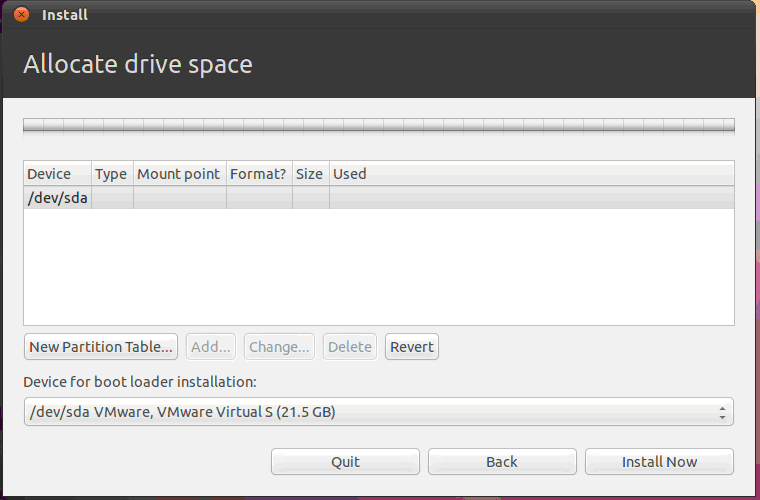 Install
Allocate drive space
Device Type Mount point Format? Size Used
/dev/sda
New Partition Table... Add... Change... Delete Revert
Device for boot loader installation:
/dev/sda VMware, VMware Virtual S (21.5 GB)
Quit Back Install Now